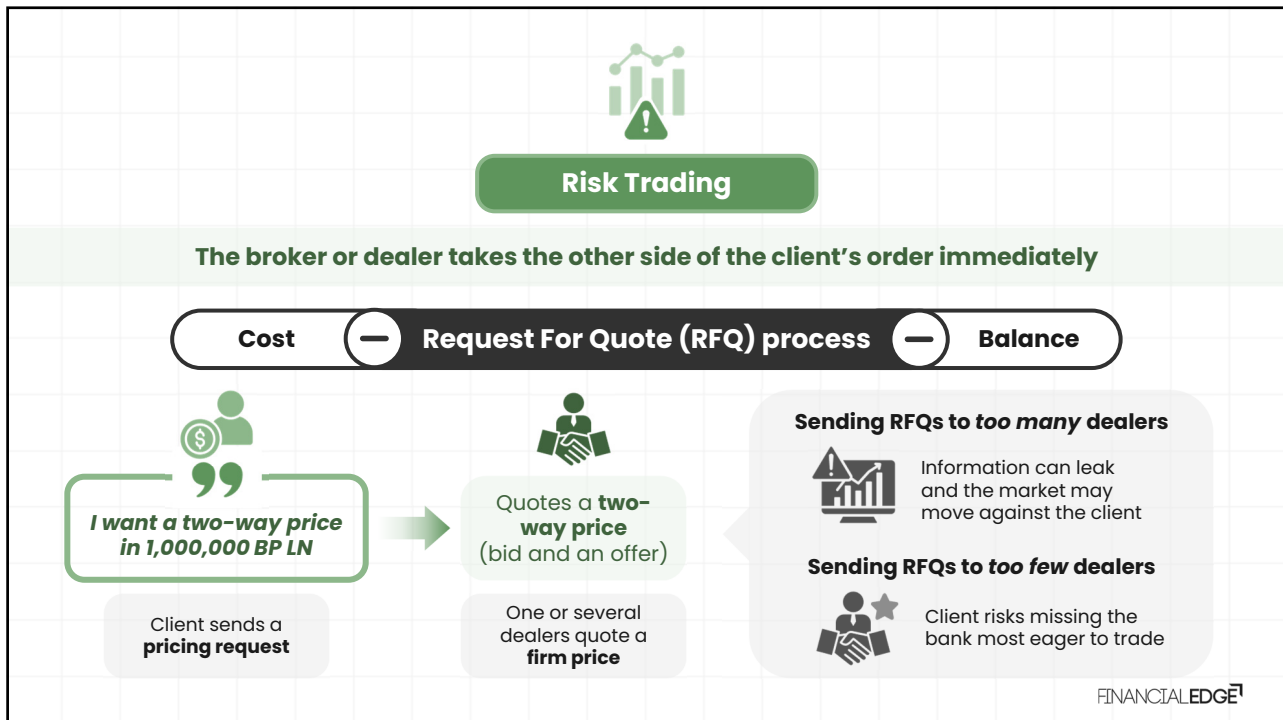 Risk Trading
The broker or dealer takes the other side of the client's order immediately
Cost
Request For Quote (RFQ) process
Balance
I want a two-way price
in 1,000,000 BP LN
Client sends a
pricing request
Quotes a two-
way price
(bid and an offer)
One or several
dealers quote a
firm price
Sending RFQs to too many dealers
Information can leak
and the market may
move against the client
Sending RFQs to too few dealers
Client risks missing the
bank most eager to trade
FINANCIALEDGE